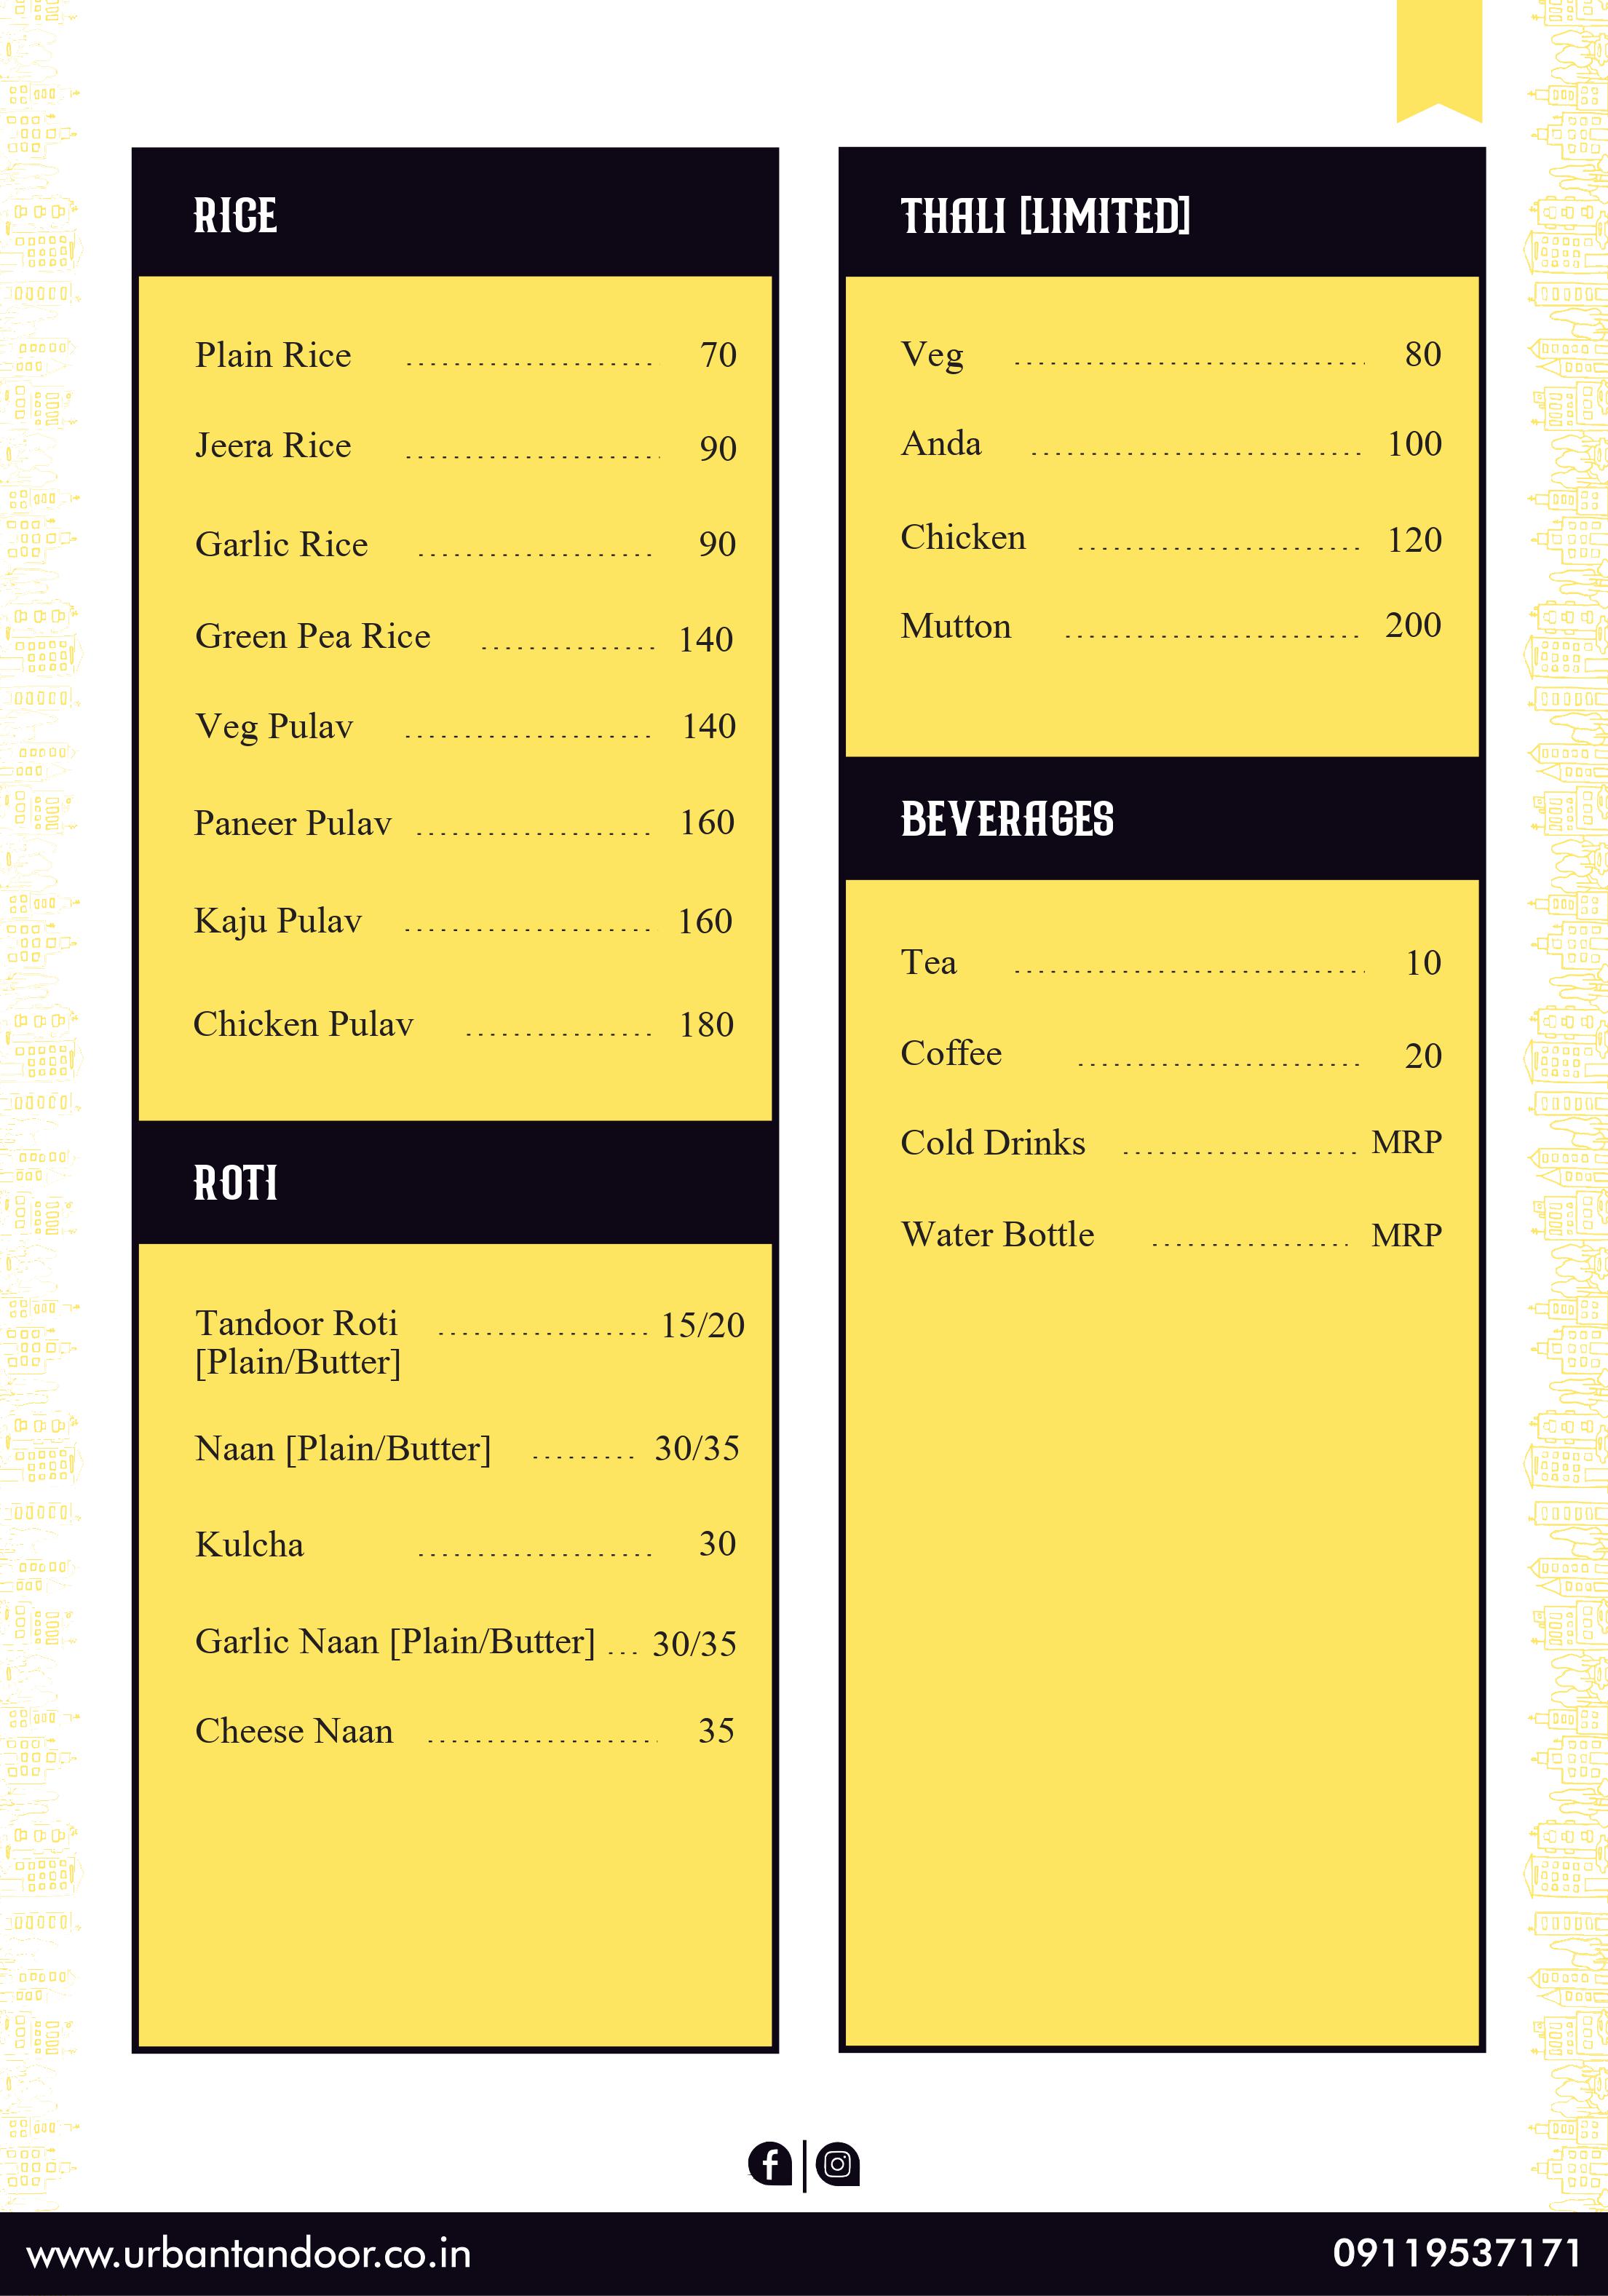 RICE
Plain Rice ..................... 70
Jeera Rice ..................... 90
Garlic Rice .................... 90
Green Pea Rice ............... 140
Veg Pulav ..................... 140
Paneer Pulav .................... 160
Kaju Pulav ..................... 160
Chicken Pulav ................ 180
ROTI
Tandoor Roti .................. 15/20
[Plain/Butter]
Naan [Plain/Butter] ......... 30/35
Kulcha .................... 30
Garlic Naan [Plain/Butter] ... 30/35
Cheese Naan .................... 35
THALI [LIMITED]
Veg .............................. 80
Anda ............................ 100
Chicken ........................ 120
Mutton ......................... 200
BEVERAGES
Tea .............................. 10
Coffee ........................ 20
Cold Drinks .................... MRP
Water Bottle ................. MRP
www.urbantandoor.co.in
09119537171